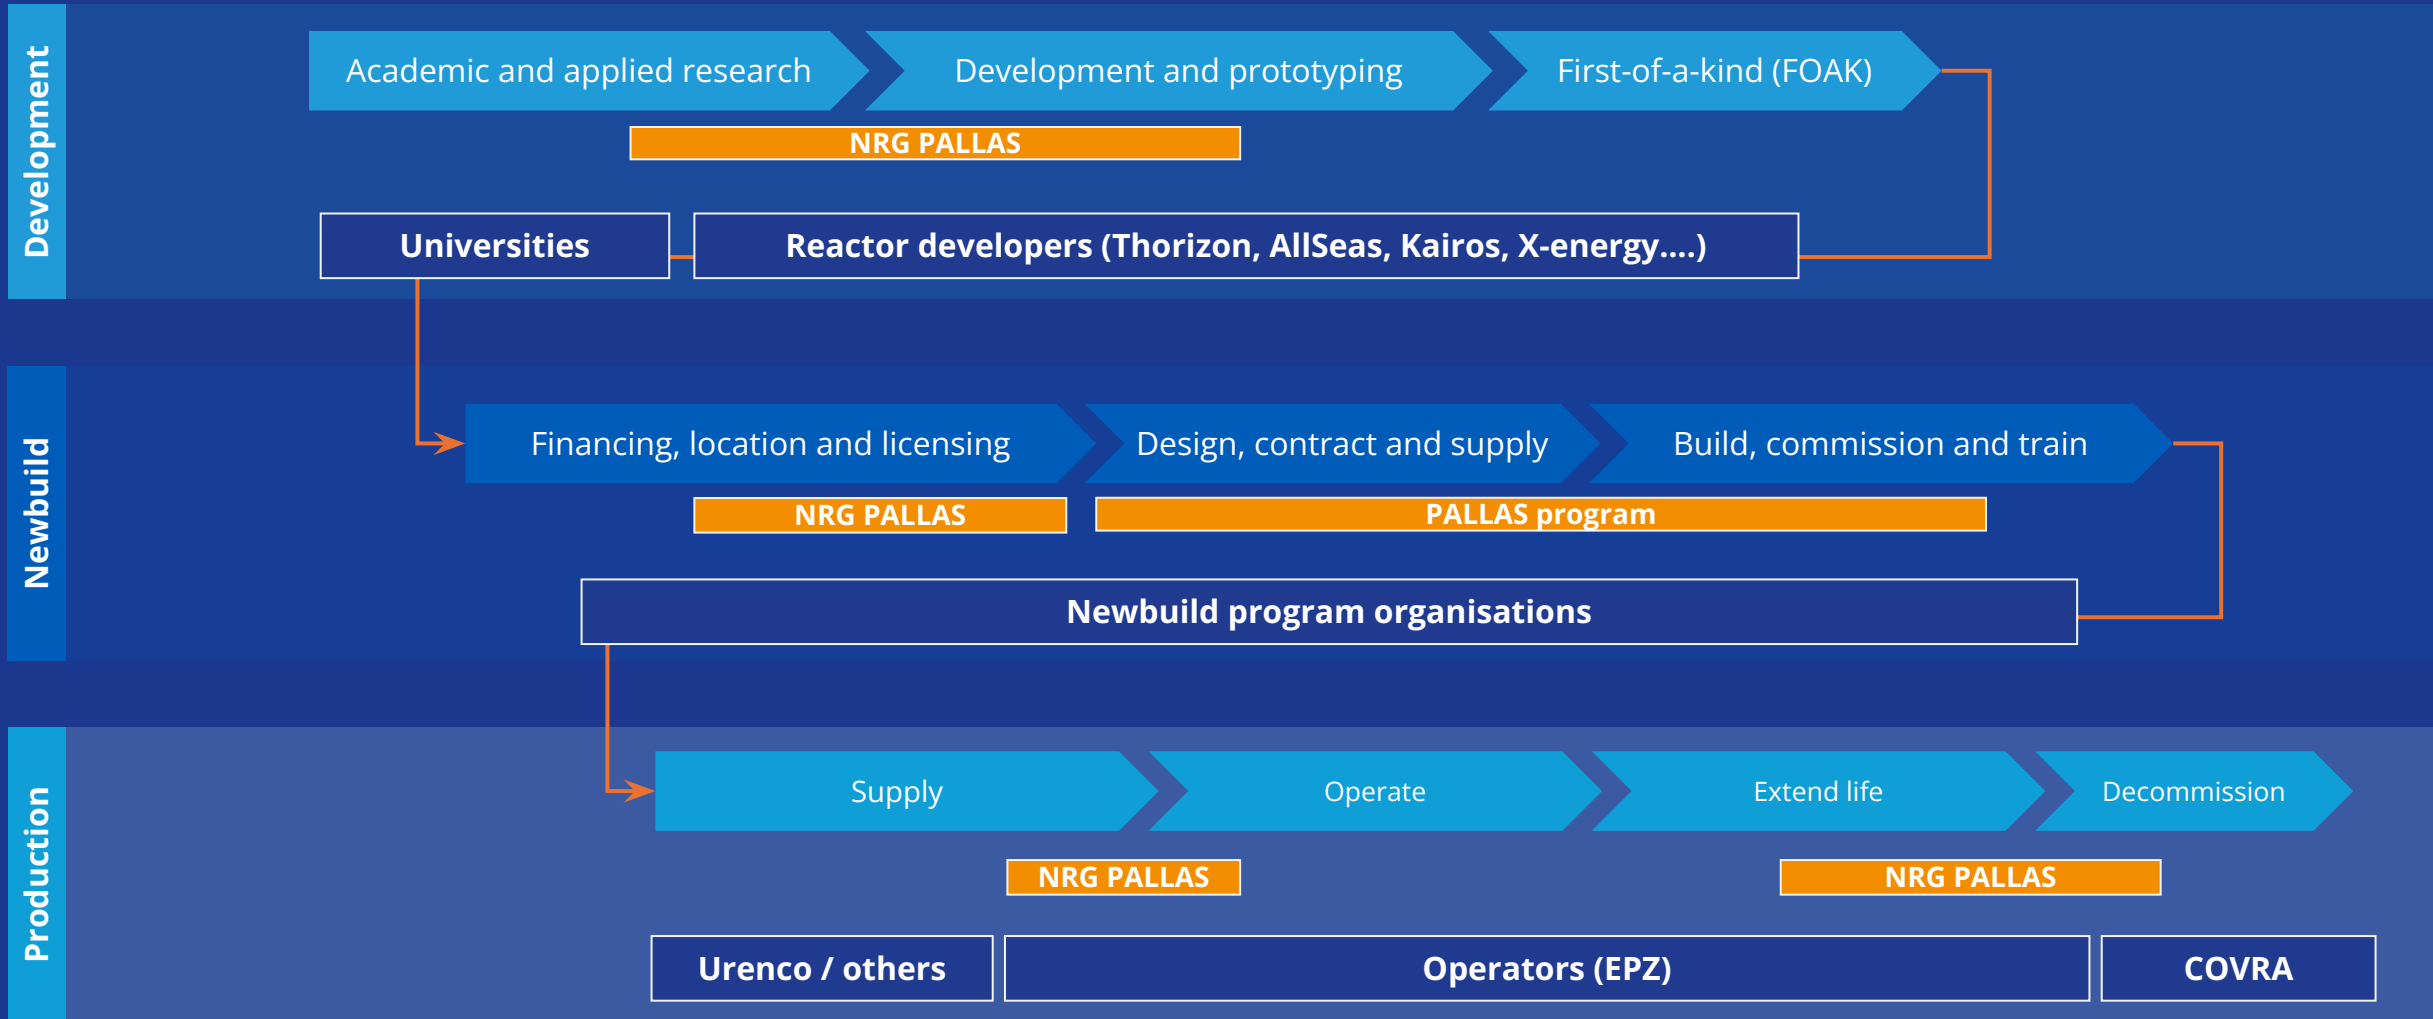 Development
Academic and applied research
Development and prototyping
First-of-a-kind (FOAK)
NRG PALLAS
Universities
Reactor developers (Thorizon, AllSeas, Kairos, X-energy....)
Newbuild
Financing, location and licensing
Design, contract and supply
Build, commission and train
NRG PALLAS
PALLAS program
Newbuild program organisations
Production
Supply
Operate
Extend life
Decommission
NRG PALLAS
NRG PALLAS
Urenco / others
Operators (EPZ)
COVRA